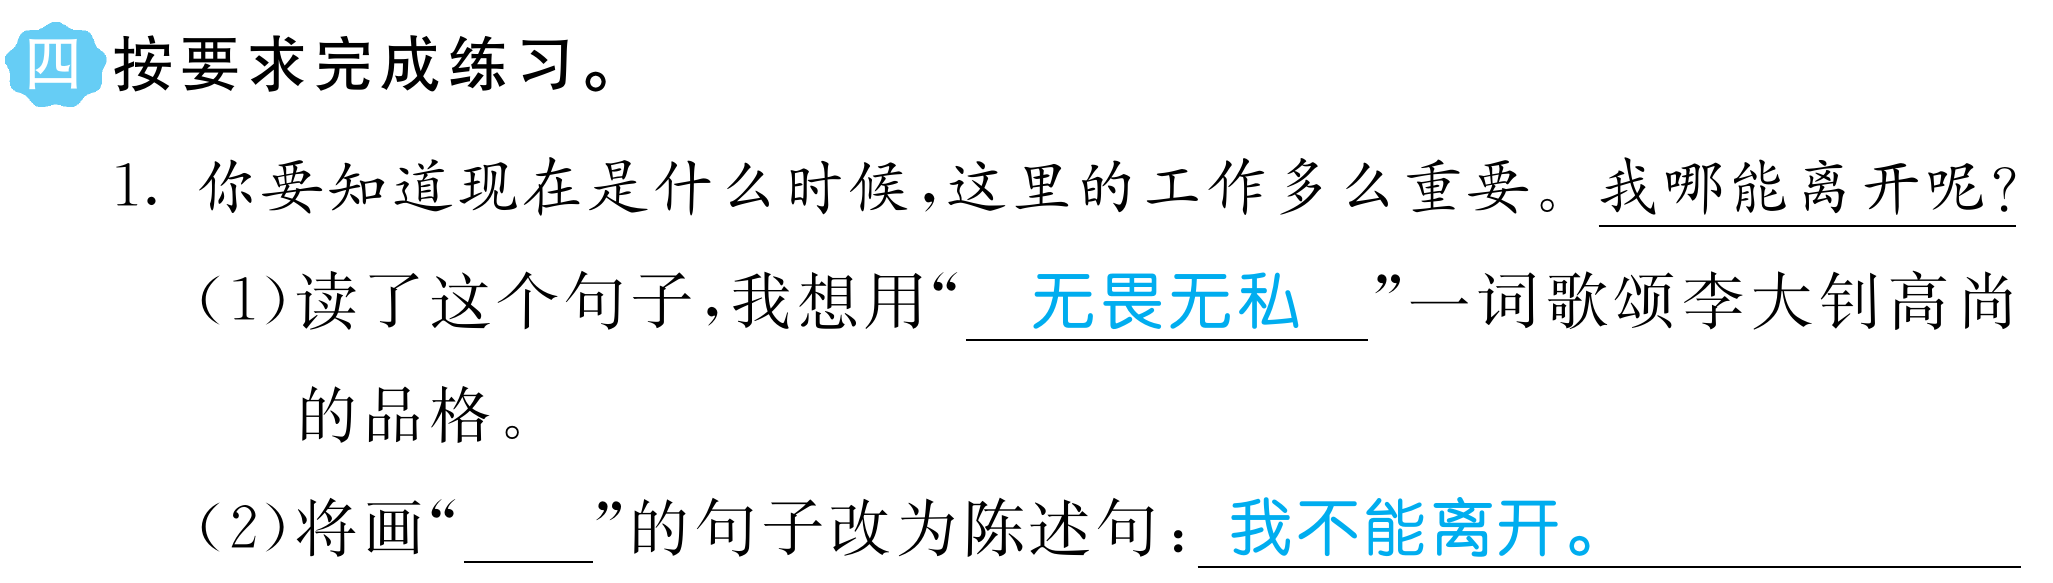 四 按要求完成练习。
1. 你要知道现在是什么时候,这里的工作多么重要。我哪能离开呢?
(1)读了这个句子,我想用“ 无畏无私 ”一词歌颂李大钊高尚
的品格。
(2)将画“____”的句子改为陈述句：我不能离开。